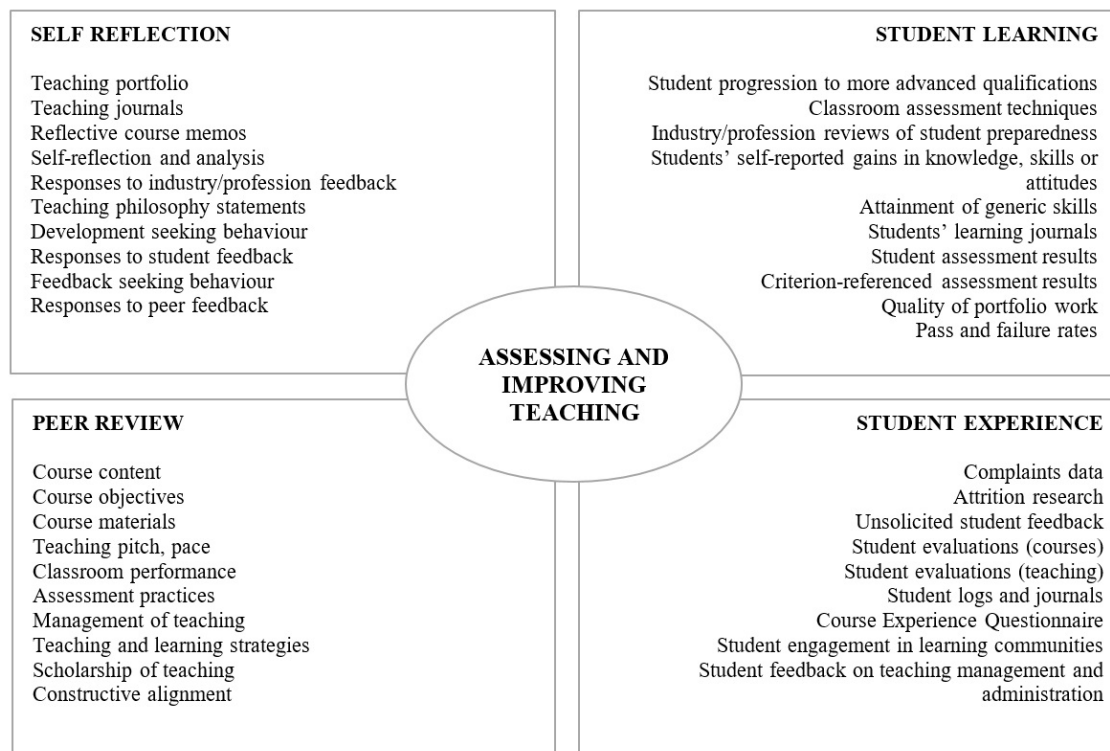 SELF REFLECTION
Teaching portfolio
Teaching journals
Reflective course memos
Self-reflection and analysis
Responses to industry/profession feedback
Teaching philosophy statements
Development seeking behaviour
Responses to student feedback
Feedback seeking behaviour
Responses to peer feedback
STUDENT LEARNING
Student progression to more advanced qualifications
Classroom assessment techniques
Industry/profession reviews of student preparedness
Students’ self-reported gains in knowledge, skills or
attitudes
Attainment of generic skills
Students’ learning journals
Student assessment results
Criterion-referenced assessment results
Quality of portfolio work
Pass and failure rates
ASSESSING AND
IMPROVING
TEACHING
PEER REVIEW
Course content
Course objectives
Course materials
Teaching pitch, pace
Classroom performance
Assessment practices
Management of teaching
Teaching and learning strategies
Scholarship of teaching
Constructive alignment
STUDENT EXPERIENCE
Complaints data
Attrition research
Unsolicited student feedback
Student evaluations (courses)
Student evaluations (teaching)
Student logs and journals
Course Experience Questionnaire
Student engagement in learning communities
Student feedback on teaching management and
administration